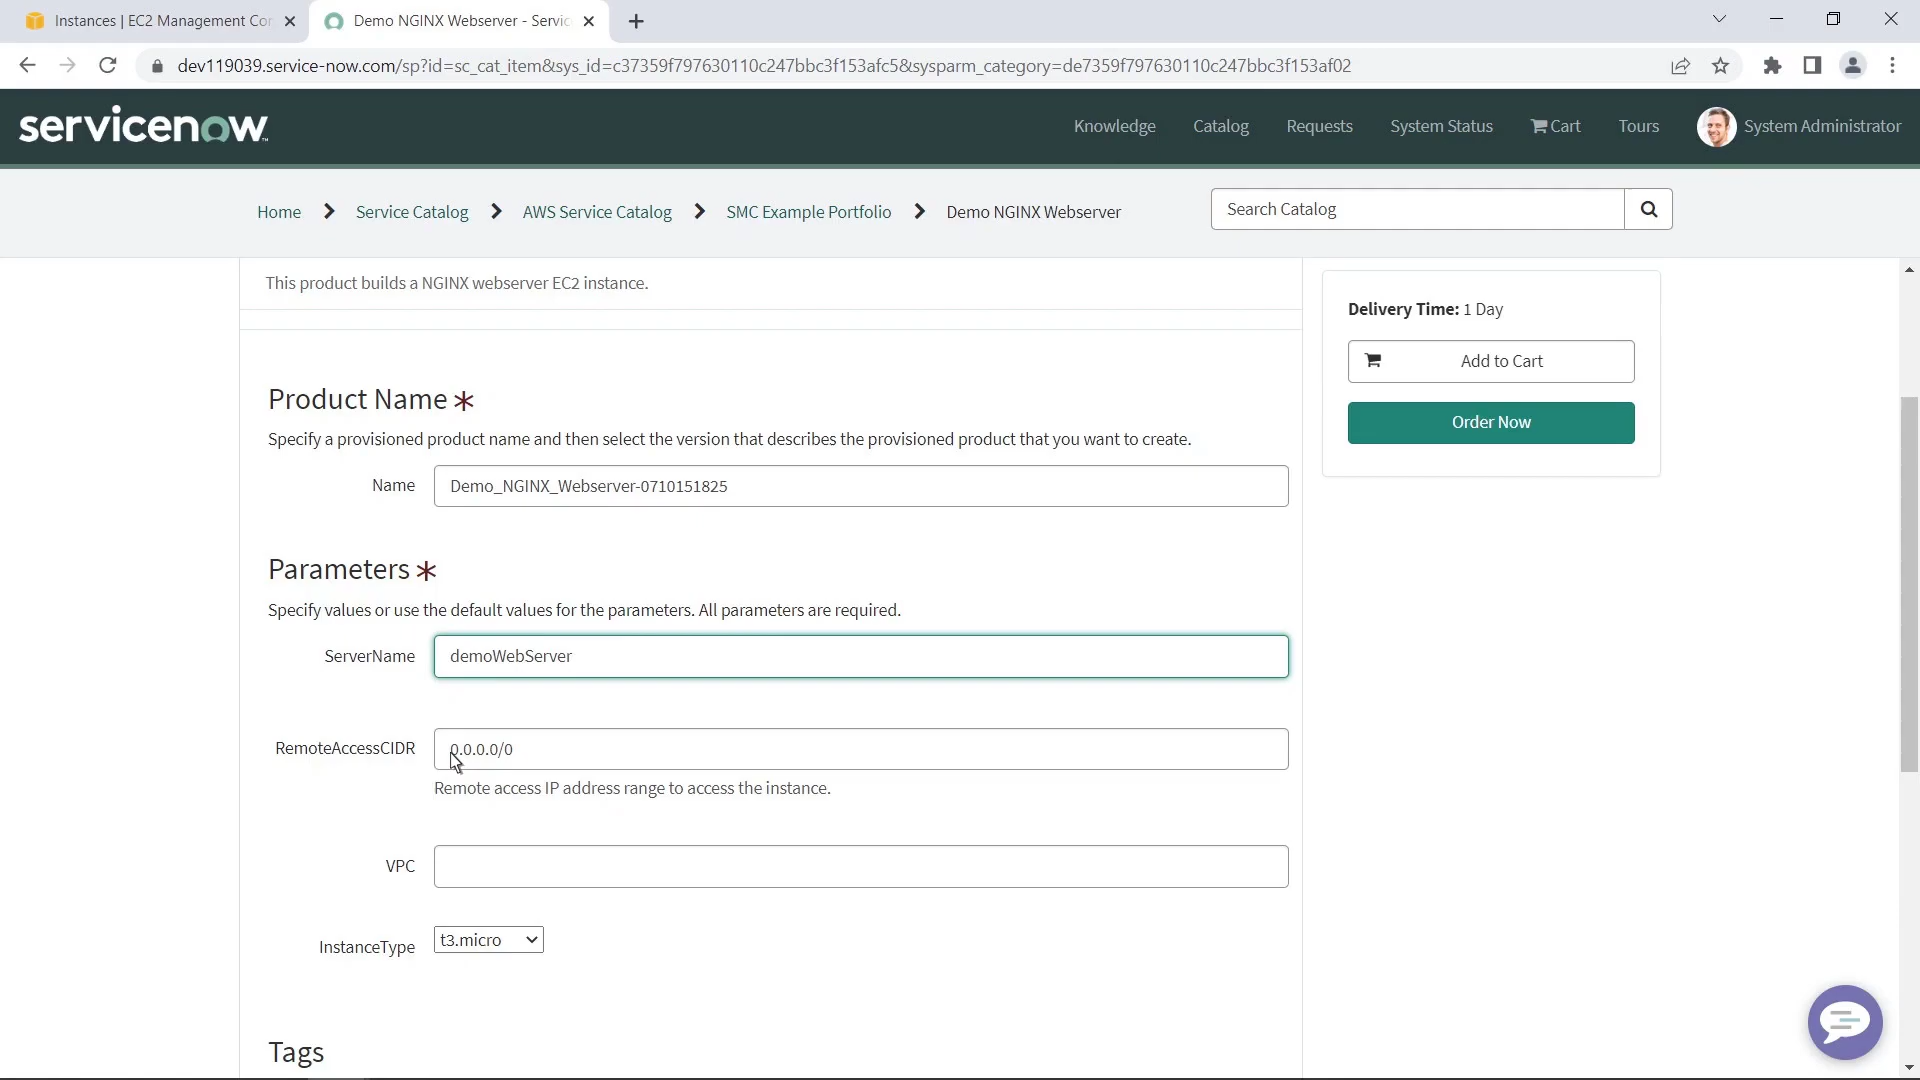 Instances | EC2 Management Con
Demo NGINX Webserver - Servic
dev119039.service-now.com/sp?id=sc_cat_item&sys_id=c37359f797630110c247bbc3f153afc5&sysparm_category=de7359f797630110c247bbc3f153af02
servicenow
Knowledge
Catalog
Requests
System Status
Cart
Tours
System Administrator
Home
Service Catalog
AWS Service Catalog
SMC Example Portfolio
Demo NGINX Webserver
Search Catalog
This product builds a NGINX webserver EC2 instance.
Delivery Time: 1 Day
Add to Cart
Order Now
Product Name *
Specify a provisioned product name and then select the version that describes the provisioned product that you want to create.
Name Demo_NGINX_Webserver-0710151825
Parameters *
Specify values or use the default values for the parameters. All parameters are required.
ServerName demoWebServer
RemoteAccessCIDR 0.0.0.0/0
Remote access IP address range to access the instance.
VPC
InstanceType t3.micro
Tags